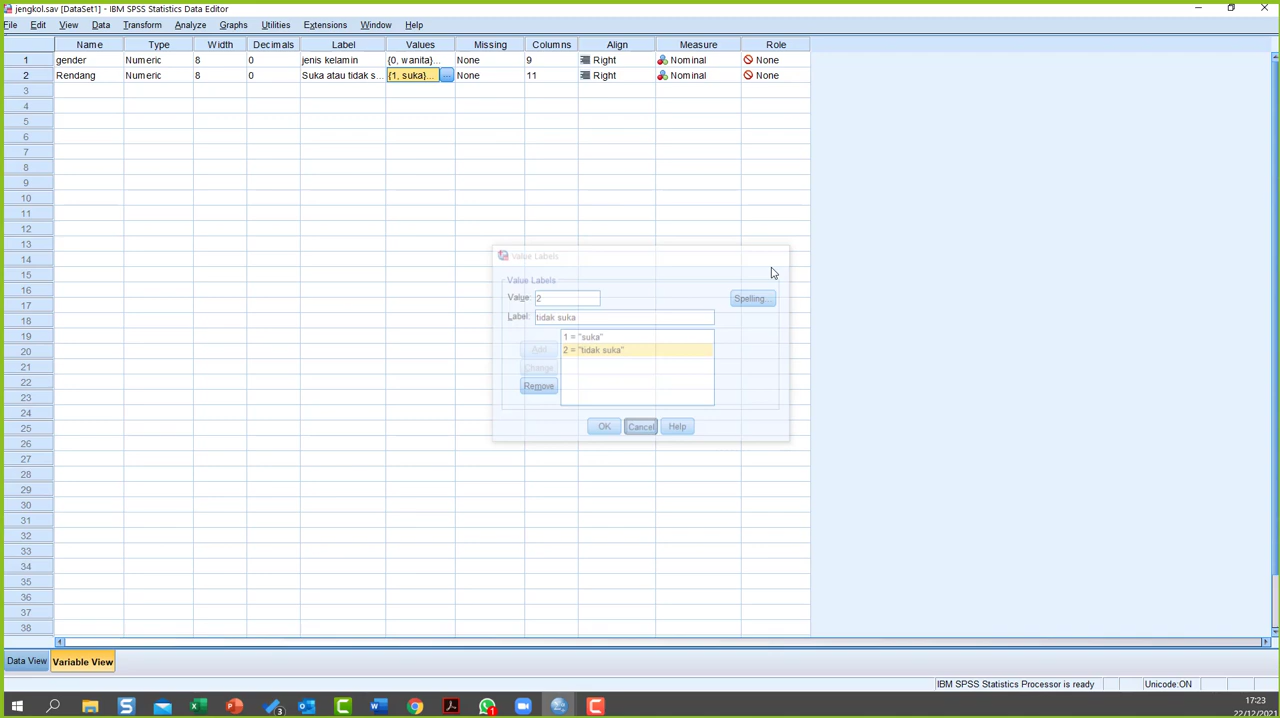 jengkol.sav [DataSet1] - IBM SPSS Statistics Data Editor
File Edit View Data Transform Analyze Graphs Utilities Extensions Window Help
Name Type Width Decimals Label Values Missing Columns Align Measure Role
1 gender Numeric 8 0 jenis kelamin {0, wanita}... None 9 Right Nominal None
2 Rendang Numeric 8 0 Suka atau tidak s... {1, suka}... ... None 11 Right Nominal None
3
4
5
6
7
8
9
10
11
12
13
14
15
16
17
18
19
20
21
22
23
24
25
26
27
28
29
30
31
32
33
34
35
36
37
38
Value Labels
Value Labels
Value: 2 Spelling...
Label: tidak suka
1 = "suka"
Add 2 = "tidak suka"
Change
Remove
OK Cancel Help
Data View Variable View
IBM SPSS Statistics Processor is ready Unicode:ON
3 1
17:23
22/12/2021